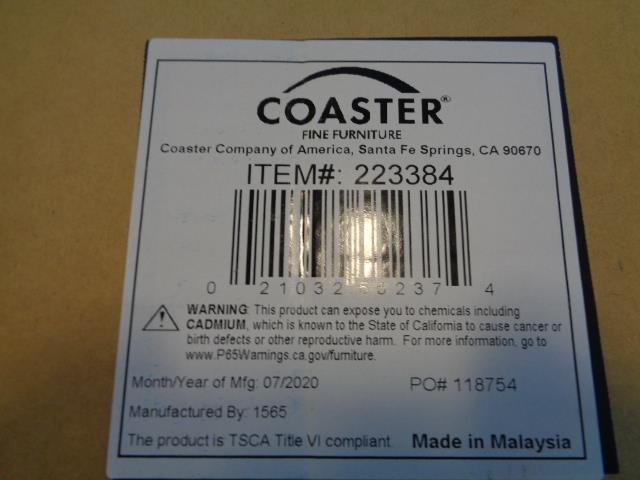 COASTER®
FINE FURNITURE
Coaster Company of America, Santa Fe Springs, CA 90670
ITEM#: 223384
0 21032 4
WARNING: This product can expose you to chemicals including
CADMIUM, which is known to the State of California to cause cancer or
birth defects or other reproductive harm. For more information, go to
www.P65Warnings.ca.gov/furniture.
Month/Year of Mfg: 07/2020 PO# 118754
Manufactured By: 1565
The product is TSCA Title VI compliant. Made in Malaysia